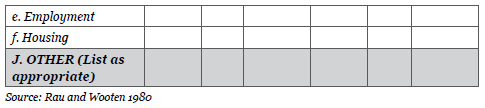 e. Employment
f. Housing
J. OTHER (List as
appropriate)
Source: Rau and Wooten 1980